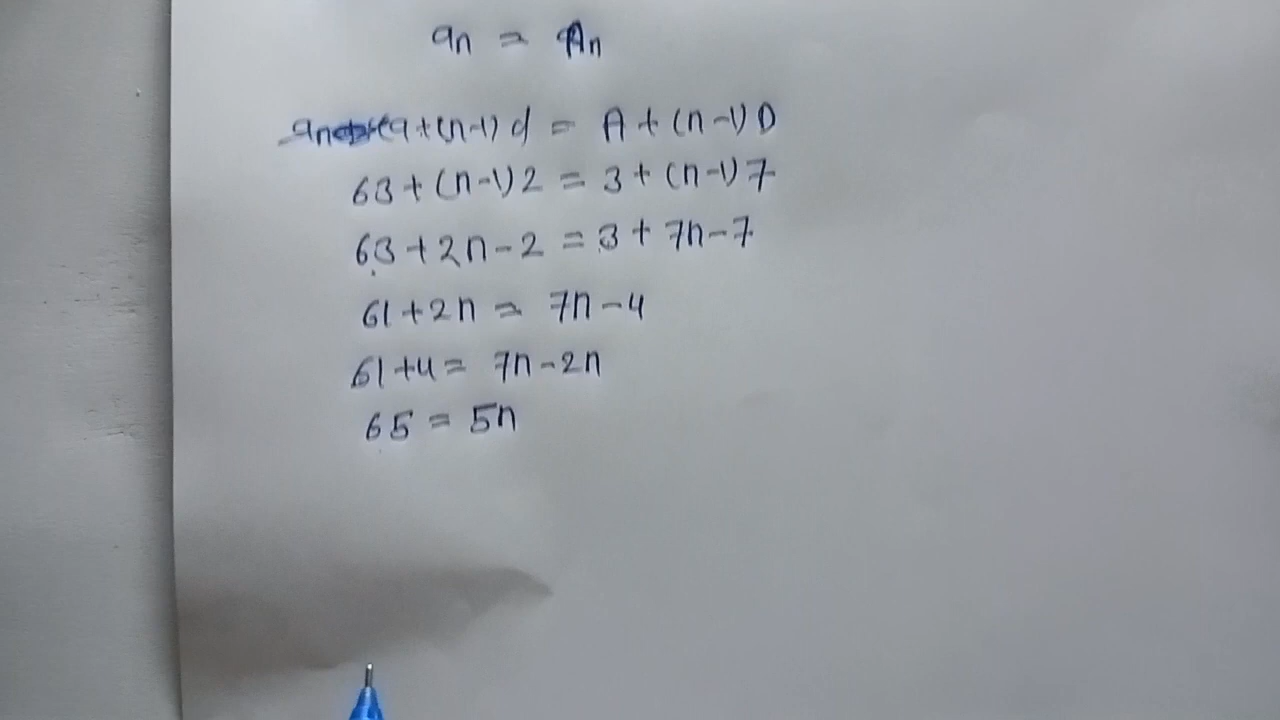 an = An
a + (n-1) d = A + (n-1) D
63 + (n-1) 2 = 3 + (n-1) 7
63 + 2n - 2 = 3 + 7n - 7
61 + 2n = 7n - 4
61 + 4 = 7n - 2n
65 = 5n